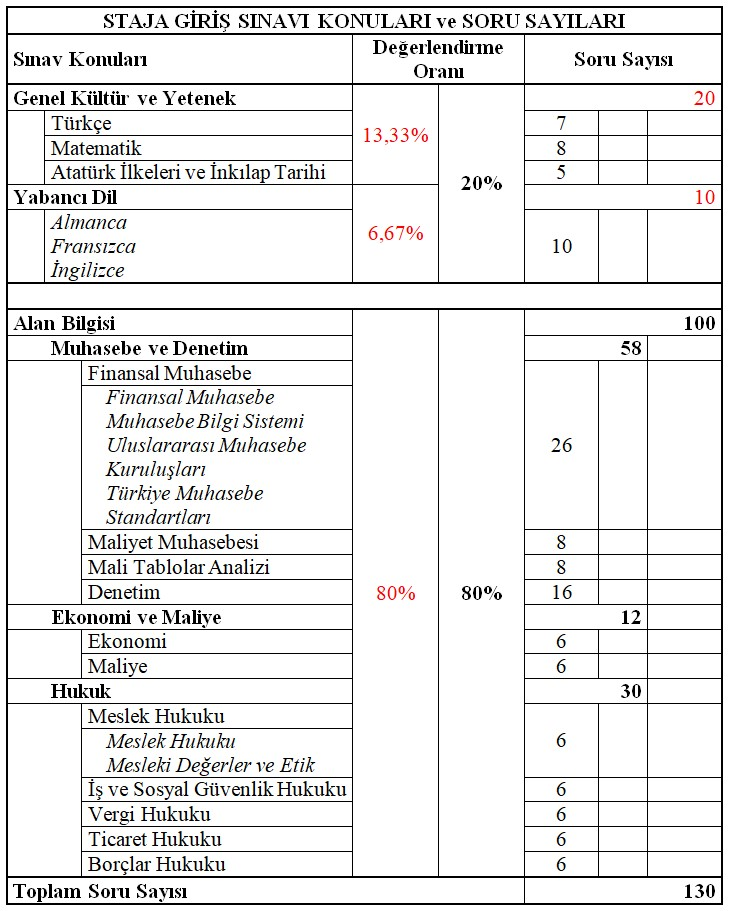 STAJA GİRİŞ SINAVI KONULARI ve SORU SAYILARI
Sınav Konuları
Değerlendirme
Oranı
Soru Sayısı
Genel Kültür ve Yetenek
13,33%
20%
20
Türkçe
7
Matematik
8
Atatürk İlkeleri ve İnkılap Tarihi
5
Yabancı Dil
6,67%
10
Almanca
Fransızca
İngilizce
10
Alan Bilgisi
80%
80%
100
Muhasebe ve Denetim
58
Finansal Muhasebe
Finansal Muhasebe
Muhasebe Bilgi Sistemi
Uluslararası Muhasebe
Kuruluşları
Türkiye Muhasebe
Standartları
26
Maliyet Muhasebesi
8
Mali Tablolar Analizi
8
Denetim
16
Ekonomi ve Maliye
12
Ekonomi
6
Maliye
6
Hukuk
30
Meslek Hukuku
Meslek Hukuku
Mesleki Değerler ve Etik
6
İş ve Sosyal Güvenlik Hukuku
6
Vergi Hukuku
6
Ticaret Hukuku
6
Borçlar Hukuku
6
Toplam Soru Sayısı
130